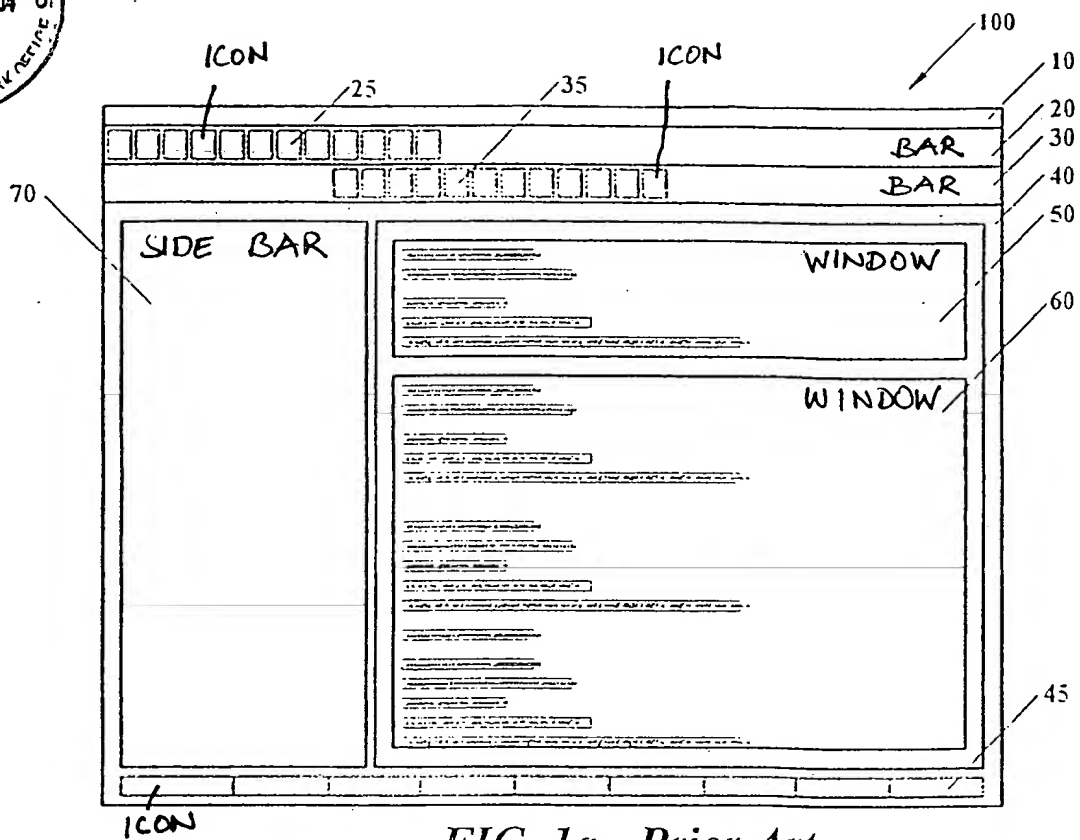 100
ICON
ICON
10
25
35
20
BAR
30
BAR
40
70
50
SIDE BAR
WINDOW
60
WINDOW
45
ICON
FIG. 1a - Prior Art